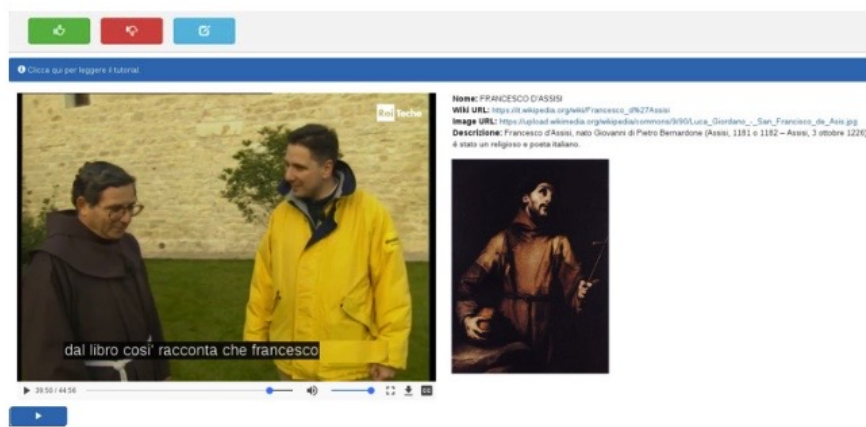 Clicca qui per leggere il tutorial
Rai Teche
dal libro cosi' racconta che francesco
39:50 / 44:56
Nome: FRANCESCO D'ASSISI
Wiki URL: https://it.wikipedia.org/wiki/Francesco_d%27Assisi
Image URL: https://upload.wikimedia.org/wikipedia/commons/9/90/Luca_Giordano_-_San_Francisco_de_Asis.jpg
Descrizione: Francesco d'Assisi, nato Giovanni di Pietro Bernardone (Assisi, 1181 o 1182 – Assisi, 3 ottobre 1226)
è stato un religioso e poeta italiano.